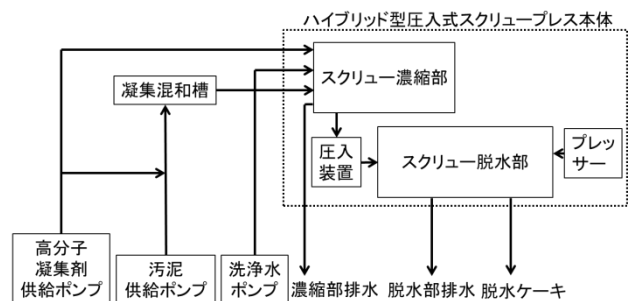 ハイブリッド型圧入式スクリュープレス本体
スクリュー濃縮部
凝集混和槽
圧入
装置
スクリュー脱水部
プレッ
サー
高分子
凝集剤
供給ポンプ
汚泥
供給ポンプ
洗浄水
ポンプ
濃縮部排水
脱水部排水
脱水ケーキ